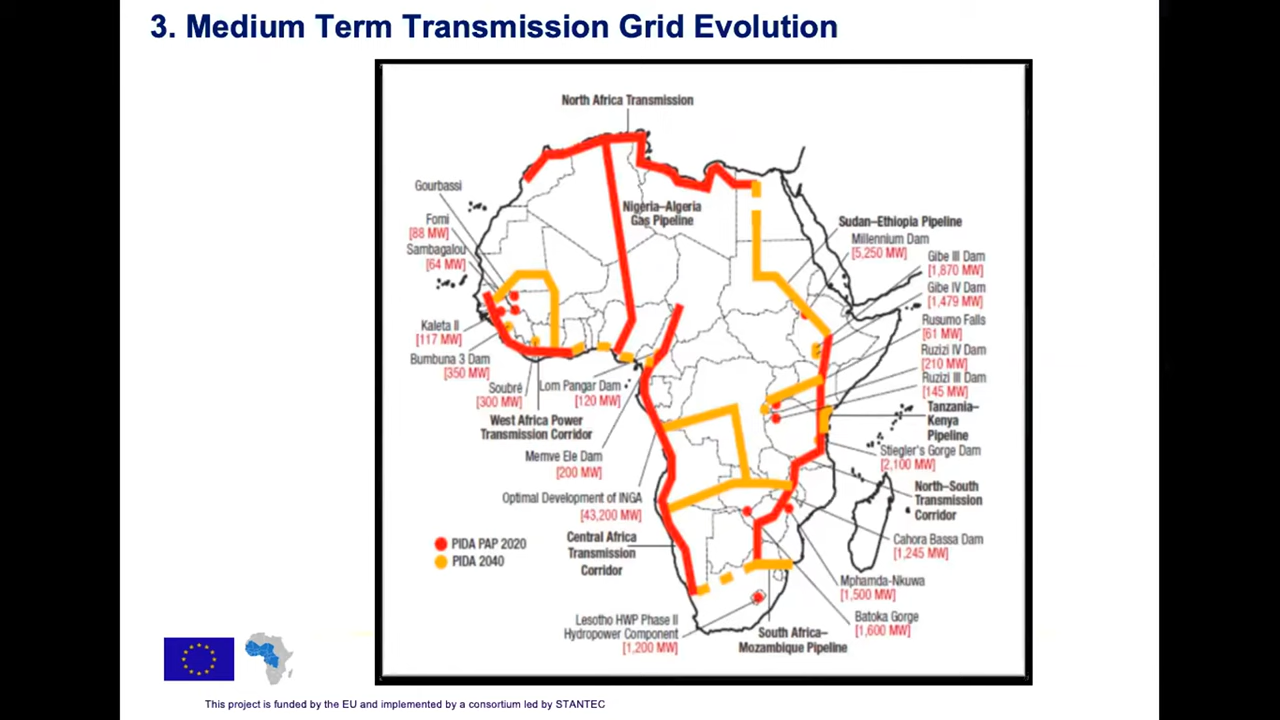 3. Medium Term Transmission Grid Evolution
North Africa Transmission
Gourbassi
Fomi
[88 MW]
Sambagalou
[64 MW]
Kaleta II
[117 MW]
Bumbuna 3 Dam
[350 MW]
Soubré
[300 MW]
West Africa Power
Transmission Corridor
Lom Pangar Dam
[120 MW]
Memve Ele Dam
[200 MW]
Optimal Development of INGA
[43,200 MW]
Central Africa
Transmission
Corridor
PIDA PAP 2020
PIDA 2040
Lesotho HWP Phase II
Hydropower Component
[1,200 MW]
Nigeria–Algeria
Gas Pipeline
Sudan–Ethiopia Pipeline
Millennium Dam
[5,250 MW]
Gibe III Dam
[1,870 MW]
Gibe IV Dam
[1,479 MW]
Rusumo Falls
[61 MW]
Ruzizi IV Dam
[210 MW]
Ruzizi III Dam
[145 MW]
Tanzania–
Kenya
Pipeline
Stiegler's Gorge Dam
[2,100 MW]
North–South
Transmission
Corridor
Cahora Bassa Dam
[1,245 MW]
Mphamda-Nkuwa
[1,500 MW]
Batoka Gorge
[1,600 MW]
South Africa–
Mozambique Pipeline
This project is funded by the EU and implemented by a consortium led by STANTEC